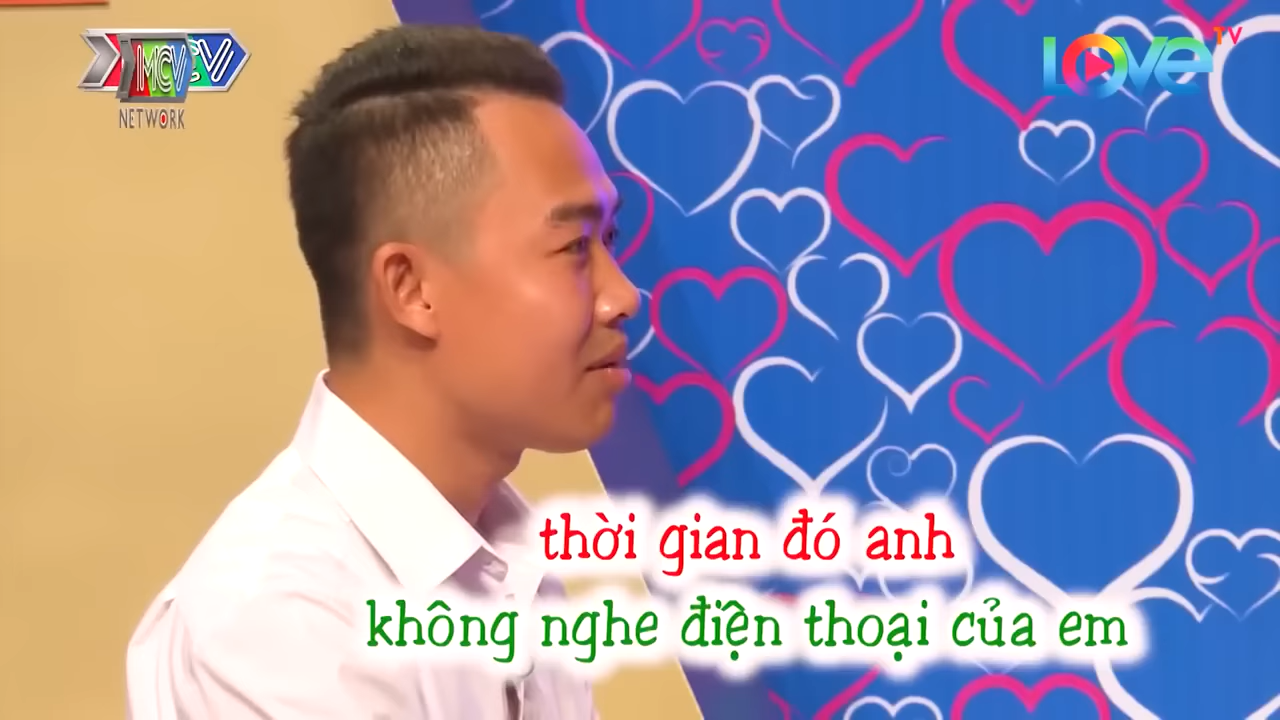 MCV
NETWORK
LOVE TV
thời gian đó anh
không nghe điện thoại của em